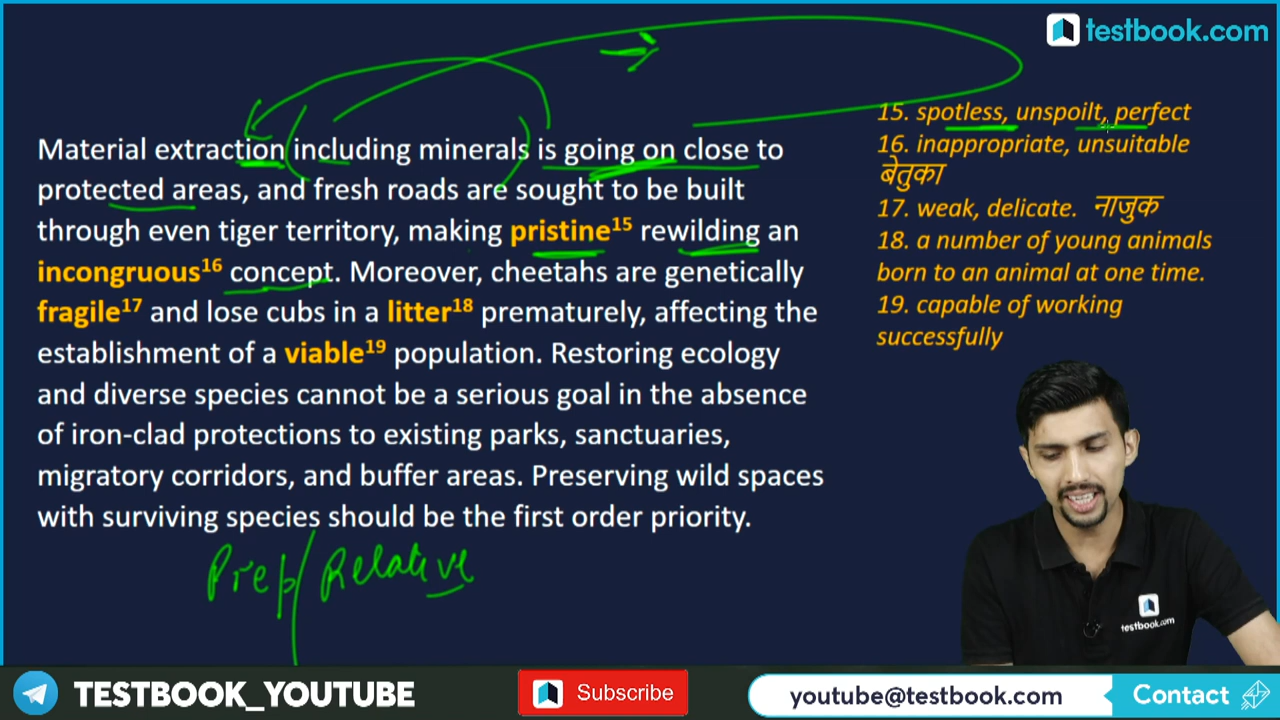 testbook.com
Material extraction including minerals is going on close to
protected areas, and fresh roads are sought to be built
through even tiger territory, making pristine¹⁵ rewilding an
incongruous¹⁶ concept. Moreover, cheetahs are genetically
fragile¹⁷ and lose cubs in a litter¹⁸ prematurely, affecting the
establishment of a viable¹⁹ population. Restoring ecology
and diverse species cannot be a serious goal in the absence
of iron-clad protections to existing parks, sanctuaries,
migratory corridors, and buffer areas. Preserving wild spaces
with surviving species should be the first order priority.
Prep/Relative
15. spotless, unspoilt, perfect
16. inappropriate, unsuitable
बेतुका
17. weak, delicate. नाजुक
18. a number of young animals
born to an animal at one time.
19. capable of working
successfully
testbook.com
TESTBOOK_YOUTUBE
Subscribe
youtube@testbook.com
Contact